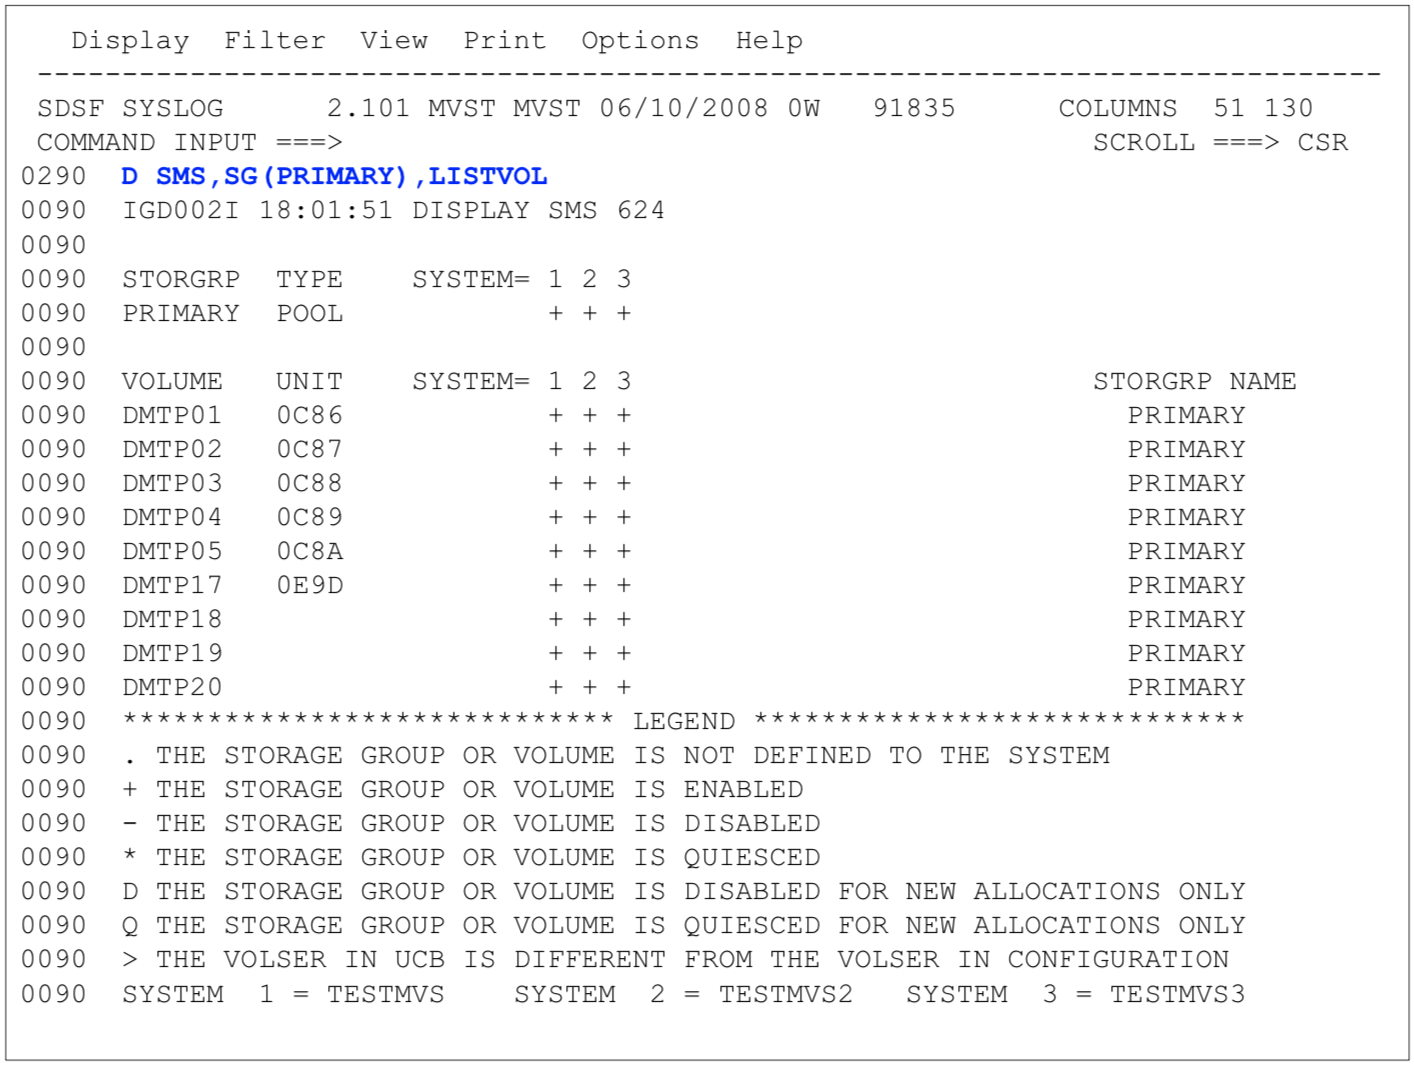 Display  Filter  View  Print  Options  Help
-------------------------------------------------------------------------------
SDSF SYSLOG      2.101 MVST MVST 06/10/2008 0W   91835      COLUMNS  51 130
COMMAND INPUT ===>                                            SCROLL ===> CSR
0290  D SMS,SG(PRIMARY),LISTVOL
0090  IGD002I 18:01:51 DISPLAY SMS 624
0090
0090  STORGRP  TYPE    SYSTEM= 1 2 3
0090  PRIMARY  POOL            + + +
0090
0090  VOLUME   UNIT    SYSTEM= 1 2 3                           STORGRP NAME
0090  DMTP01   0C86            + + +                             PRIMARY
0090  DMTP02   0C87            + + +                             PRIMARY
0090  DMTP03   0C88            + + +                             PRIMARY
0090  DMTP04   0C89            + + +                             PRIMARY
0090  DMTP05   0C8A            + + +                             PRIMARY
0090  DMTP17   0E9D            + + +                             PRIMARY
0090  DMTP18                   + + +                             PRIMARY
0090  DMTP19                   + + +                             PRIMARY
0090  DMTP20                   + + +                             PRIMARY
0090  ***************************** LEGEND *****************************
0090  . THE STORAGE GROUP OR VOLUME IS NOT DEFINED TO THE SYSTEM
0090  + THE STORAGE GROUP OR VOLUME IS ENABLED
0090  - THE STORAGE GROUP OR VOLUME IS DISABLED
0090  * THE STORAGE GROUP OR VOLUME IS QUIESCED
0090  D THE STORAGE GROUP OR VOLUME IS DISABLED FOR NEW ALLOCATIONS ONLY
0090  Q THE STORAGE GROUP OR VOLUME IS QUIESCED FOR NEW ALLOCATIONS ONLY
0090  > THE VOLSER IN UCB IS DIFFERENT FROM THE VOLSER IN CONFIGURATION
0090  SYSTEM  1 = TESTMVS    SYSTEM  2 = TESTMVS2   SYSTEM  3 = TESTMVS3